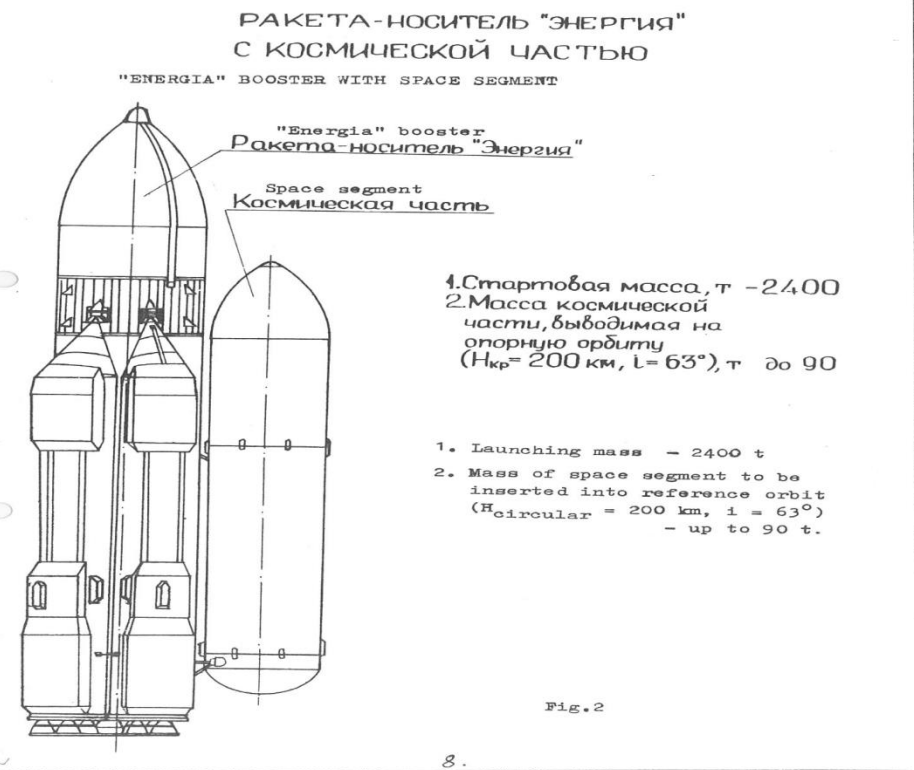 РАКЕТА-НОСИТЕЛЬ "ЭНЕРГИЯ"
С КОСМИЧЕСКОЙ ЧАСТЬЮ
"ENERGIA" BOOSTER WITH SPACE SEGMENT
"Energia" booster
Ракета-носитель "Энергия"
Space segment
Космическая часть
1. Стартовая масса, т - 2400
2. Масса космической
части, выводимая на
опорную орбиту
(Нкр = 200 км, i = 63°), т до 90
1. Launching mass - 2400 t
2. Mass of space segment to be
inserted into reference orbit
(Hcircular = 200 km, i = 63°)
- up to 90 t.
Fig.2
8.